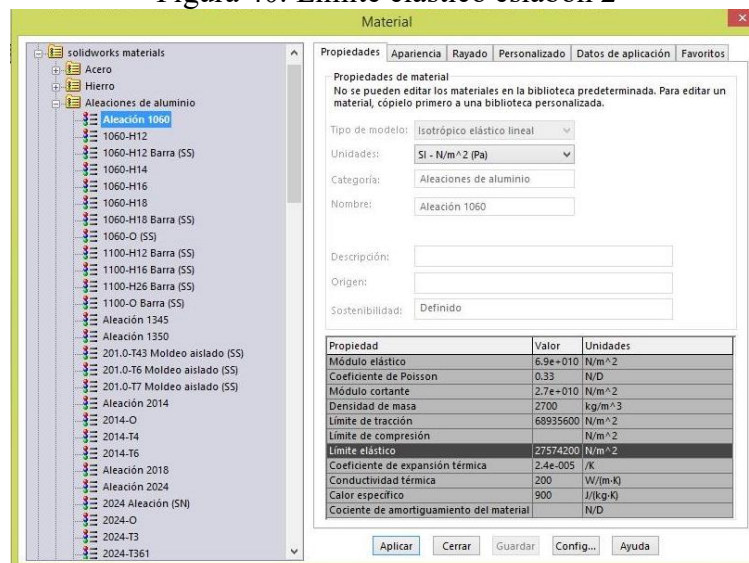 Figura 40. Límite elástico eslabón 2
Material
solidworks materials
Acero
Hierro
Aleaciones de aluminio
Aleación 1060
1060-H12
1060-H12 Barra (SS)
1060-H14
1060-H16
1060-H18
1060-H18 Barra (SS)
1060-O (SS)
1100-H12 Barra (SS)
1100-H16 Barra (SS)
1100-H26 Barra (SS)
1100-O Barra (SS)
Aleación 1345
Aleación 1350
201.0-T43 Moldeo aislado (SS)
201.0-T6 Moldeo aislado (SS)
201.0-T7 Moldeo aislado (SS)
Aleación 2014
2014-O
2014-T4
2014-T6
Aleación 2018
Aleación 2024
2024 Aleación (SN)
2024-O
2024-T3
2024-T361
Propiedades Apariencia Rayado Personalizado Datos de aplicación Favoritos
Propiedades de material
No se pueden editar los materiales en la biblioteca predeterminada. Para editar un
material, cópielo primero a una biblioteca personalizada.
Tipo de modelo: Isotrópico elástico lineal
Unidades: SI - N/m^2 (Pa)
Categoría: Aleaciones de aluminio
Nombre: Aleación 1060
Descripción:
Origen:
Sostenibilidad: Definido
Propiedad Valor Unidades
Módulo elástico 6.9e+010 N/m^2
Coeficiente de Poisson 0.33 N/D
Módulo cortante 2.7e+010 N/m^2
Densidad de masa 2700 kg/m^3
Límite de tracción 68935600 N/m^2
Límite de compresión N/m^2
Límite elástico 27574200 N/m^2
Coeficiente de expansión térmica 2.4e-005 /K
Conductividad térmica 200 W/(m·K)
Calor específico 900 J/(kg·K)
Cociente de amortiguamiento del material N/D
Aplicar Cerrar Guardar Config... Ayuda